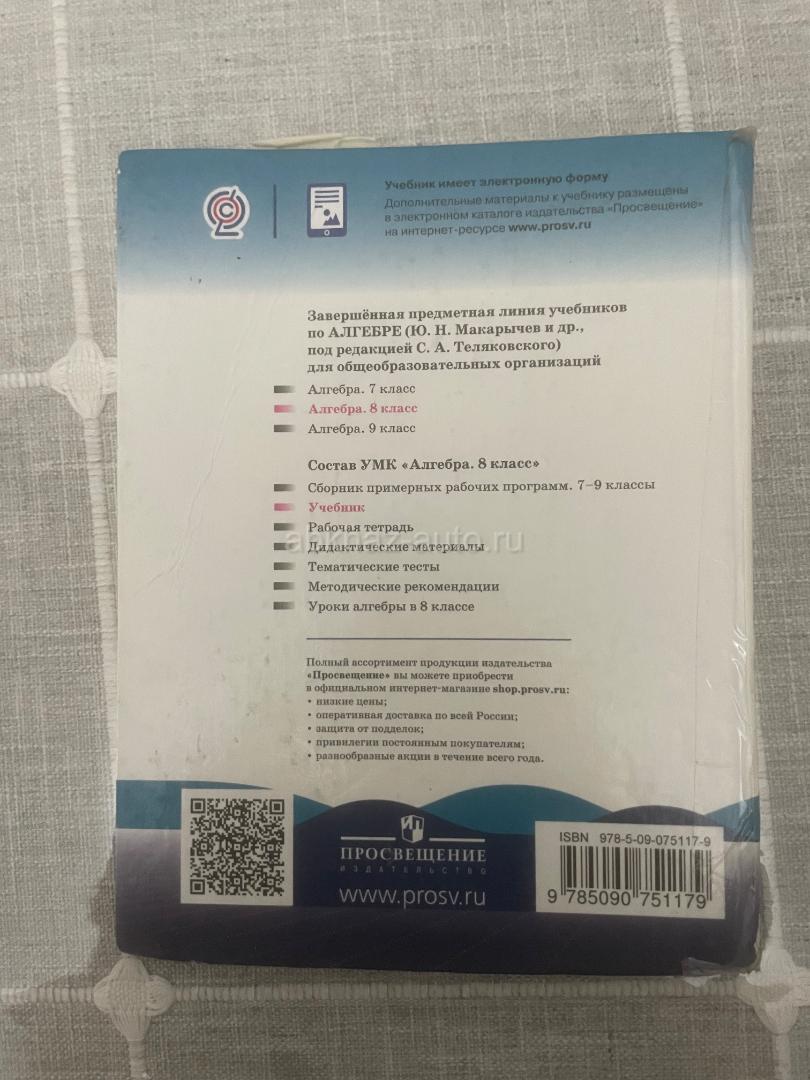 Учебник имеет электронную форму
Дополнительные материалы к учебнику размещены
в электронном каталоге издательства «Просвещение»
на интернет-ресурсе www.prosv.ru
Завершённая предметная линия учебников
по АЛГЕБРЕ (Ю. Н. Макарычев и др.,
под редакцией С. А. Теляковского)
для общеобразовательных организаций
Алгебра. 7 класс
Алгебра. 8 класс
Алгебра. 9 класс
Состав УМК «Алгебра. 8 класс»
Сборник примерных рабочих программ. 7–9 классы
Учебник
Рабочая тетрадь
abkhaz-auto.ru
Дидактические материалы
Тематические тесты
Методические рекомендации
Уроки алгебры в 8 классе
Полный ассортимент продукции издательства
«Просвещение» вы можете приобрести
в официальном интернет-магазине shop.prosv.ru:
• низкие цены;
• оперативная доставка по всей России;
• защита от подделок;
• привилегии постоянным покупателям;
• разнообразные акции в течение всего года.
ПРОСВЕЩЕНИЕ
ИЗДАТЕЛЬСТВО
www.prosv.ru
ISBN 978-5-09-075117-9
9 785090 751179